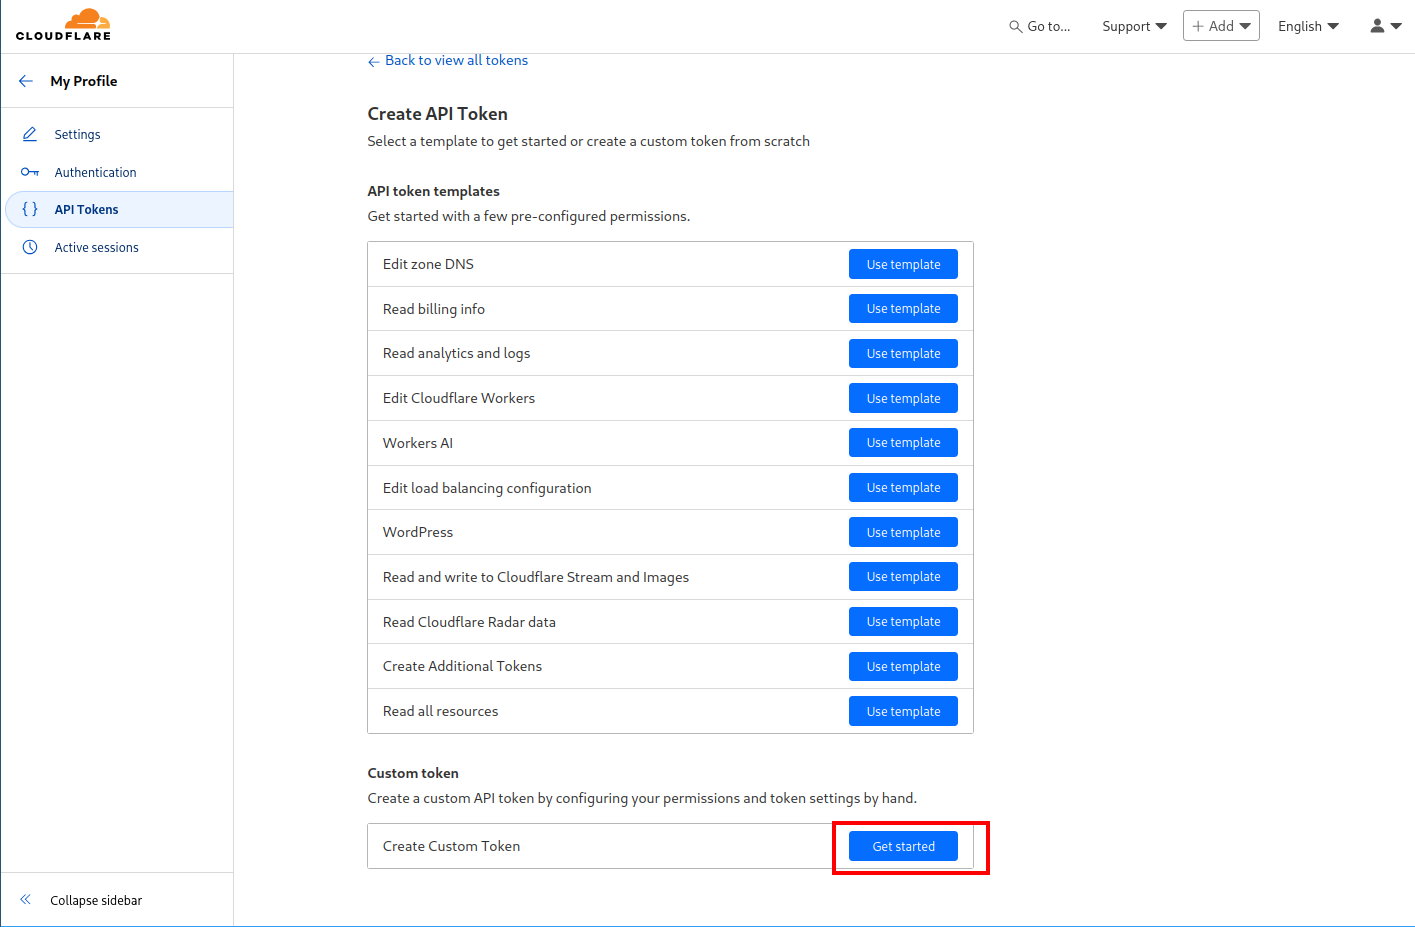 CLOUDFLARE
Go to...
Support
+ Add
English
My Profile
Settings
Authentication
{ } API Tokens
Active sessions
Collapse sidebar
← Back to view all tokens
Create API Token
Select a template to get started or create a custom token from scratch
API token templates
Get started with a few pre-configured permissions.
Edit zone DNS Use template
Read billing info Use template
Read analytics and logs Use template
Edit Cloudflare Workers Use template
Workers AI Use template
Edit load balancing configuration Use template
WordPress Use template
Read and write to Cloudflare Stream and Images Use template
Read Cloudflare Radar data Use template
Create Additional Tokens Use template
Read all resources Use template
Custom token
Create a custom API token by configuring your permissions and token settings by hand.
Create Custom Token Get started